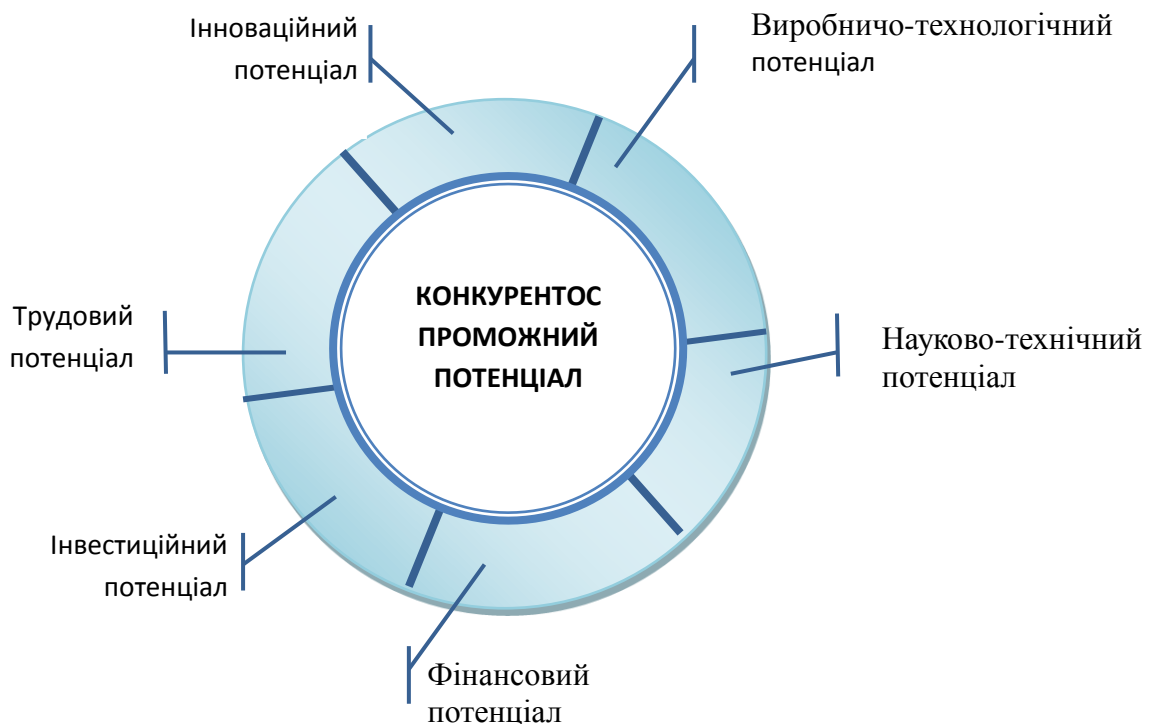 Інноваційний
потенціал
Виробничо-технологічний
потенціал
КОНКУРЕНТОС
ПРОМОЖНИЙ
ПОТЕНЦІАЛ
Трудовий
потенціал
Науково-технічний
потенціал
Інвестиційний
потенціал
Фінансовий
потенціал